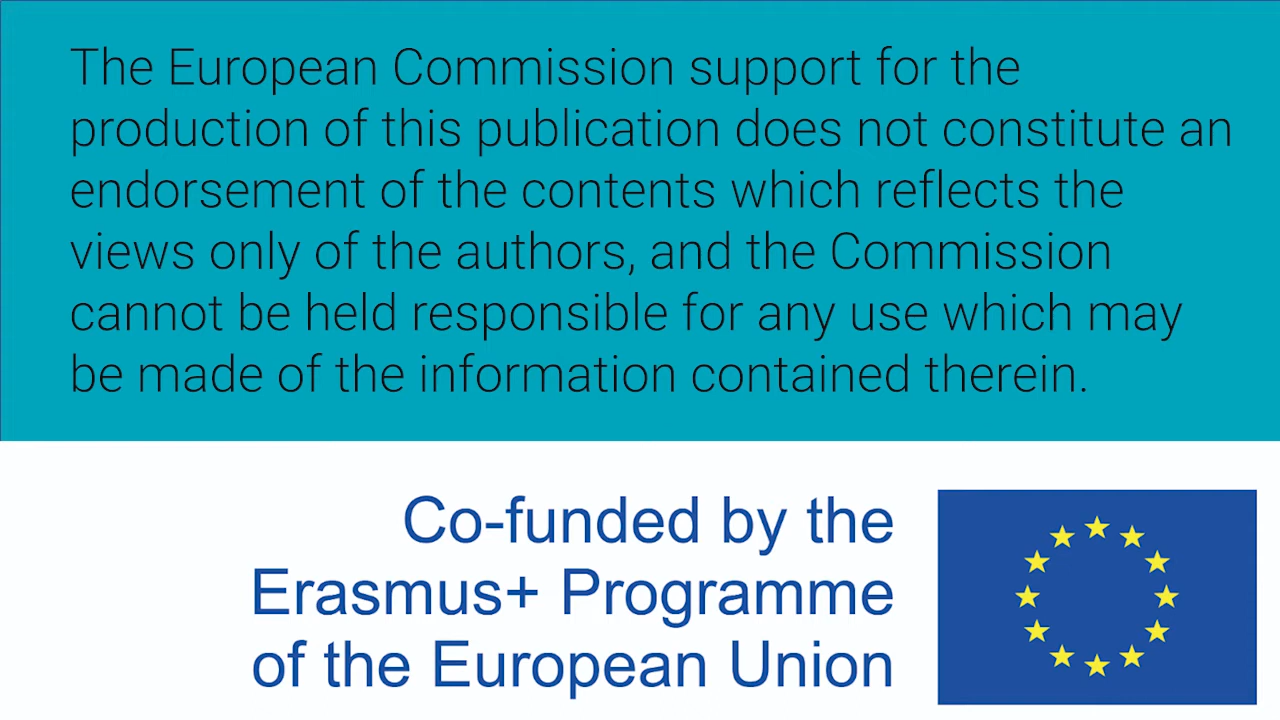 The European Commission support for the
production of this publication does not constitute an
endorsement of the contents which reflects the
views only of the authors, and the Commission
cannot be held responsible for any use which may
be made of the information contained therein.
Co-funded by the
Erasmus+ Programme
of the European Union